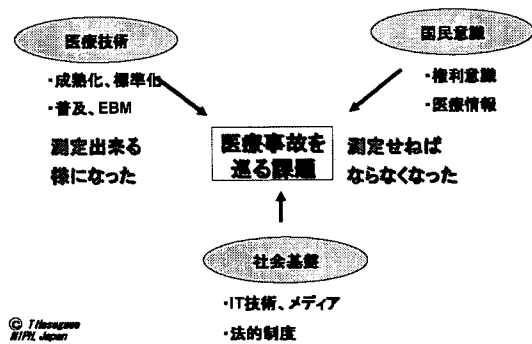 医療技術
・成熟化、標準化
・普及、EBM
測定出来る
様になった
国民意識
・権利意識
・医療情報
測定せねば
ならなくなった
医療事故を
巡る課題
社会基盤
・IT技術、メディア
・法的制度
© T Hasegawa
NIPH, Japan